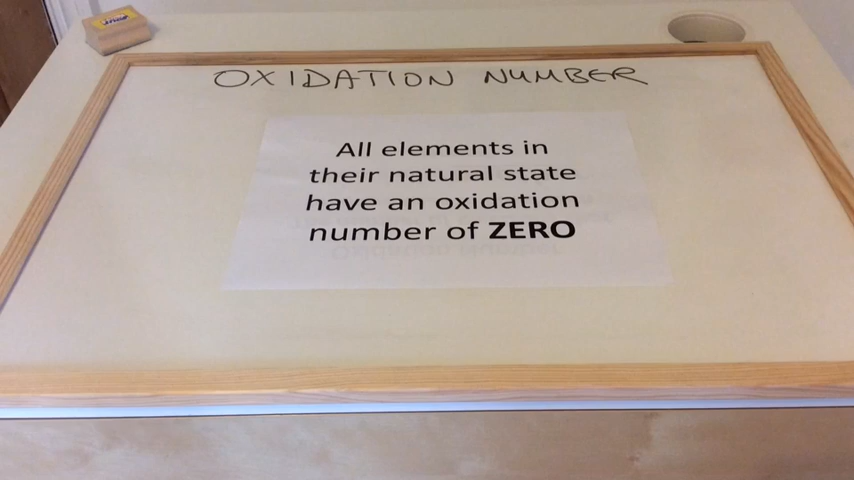 OXIDATION NUMBER
All elements in
their natural state
have an oxidation
number of ZERO